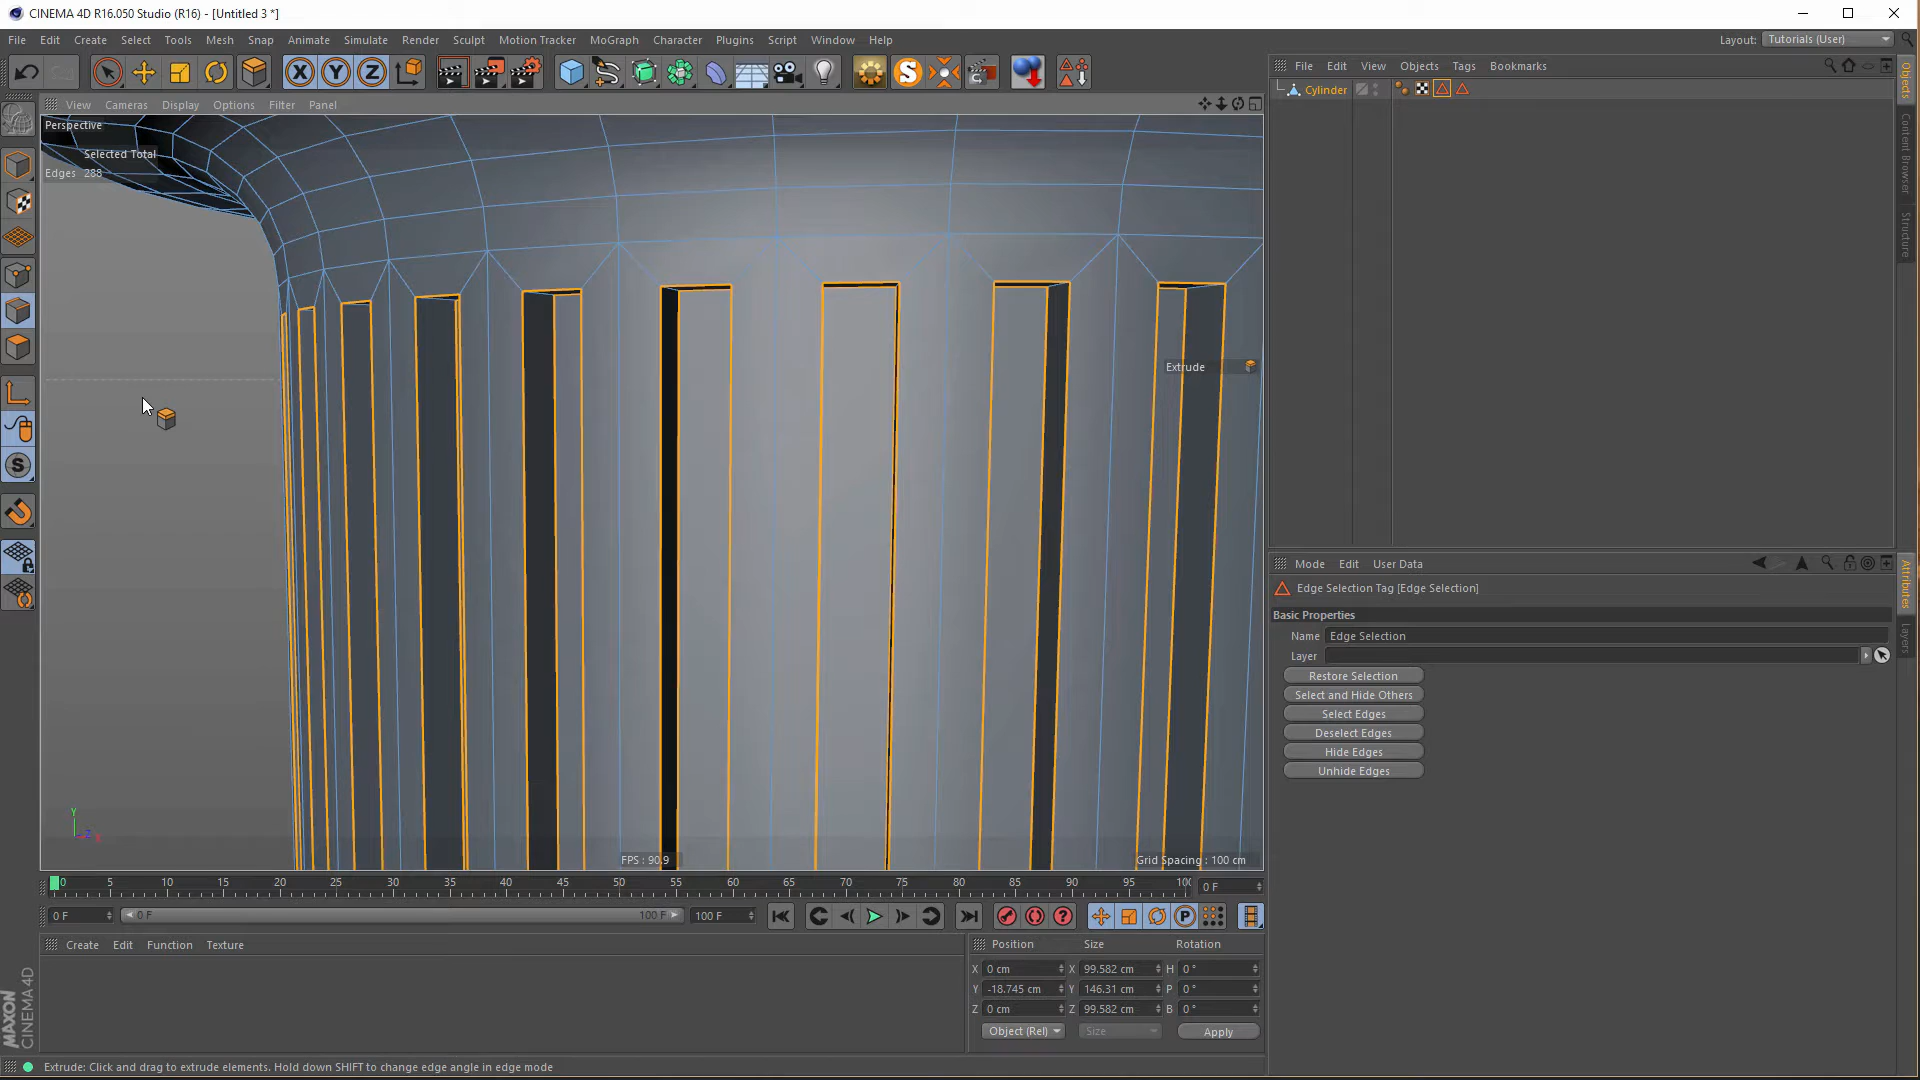 CINEMA 4D R16.050 Studio (R16) - [Untitled 3 *]
File Edit Create Select Tools Mesh Snap Animate Simulate Render Sculpt Motion Tracker MoGraph Character Plugins Script Window Help
Layout: Tutorials (User)
X Y Z
File Edit View Objects Tags Bookmarks
View Cameras Display Options Filter Panel
Cylinder
Perspective
Selected Total
Edges 288
Extrude
Objects
Content Browser
Structure
Mode Edit User Data
Edge Selection Tag [Edge Selection]
Basic Properties
Name Edge Selection
Layer
Restore Selection
Select and Hide Others
Select Edges
Deselect Edges
Hide Edges
Unhide Edges
Attributes
Layers
Y
Z X
FPS : 90.9
Grid Spacing : 100 cm
0 5 10 15 20 25 30 35 40 45 50 55 60 65 70 75 80 85 90 95 10
0 F
0 F 0 F 100 F 100 F
Create Edit Function Texture
Position Size Rotation
X 0 cm X 99.582 cm H 0 °
Y -18.745 cm Y 146.31 cm P 0 °
Z 0 cm Z 99.582 cm B 0 °
Object (Rel) Size Apply
MAXON
CINEMA 4D
Extrude: Click and drag to extrude elements. Hold down SHIFT to change edge angle in edge mode